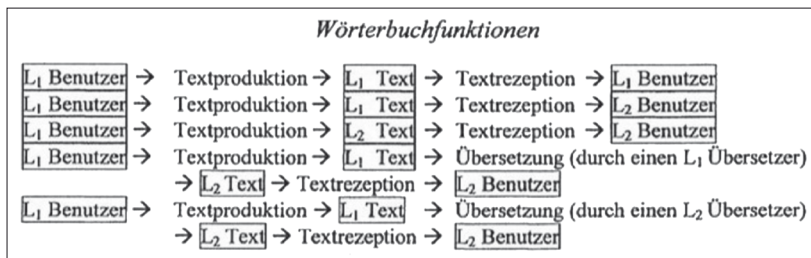 Wörterbuchfunktionen
L₁ Benutzer → Textproduktion → L₁ Text → Textrezeption → L₁ Benutzer
L₁ Benutzer → Textproduktion → L₁ Text → Textrezeption → L₂ Benutzer
L₁ Benutzer → Textproduktion → L₂ Text → Textrezeption → L₂ Benutzer
L₁ Benutzer → Textproduktion → L₁ Text → Übersetzung (durch einen L₁ Übersetzer)
→ L₂ Text → Textrezeption → L₂ Benutzer
L₁ Benutzer → Textproduktion → L₁ Text → Übersetzung (durch einen L₂ Übersetzer)
→ L₂ Text → Textrezeption → L₂ Benutzer